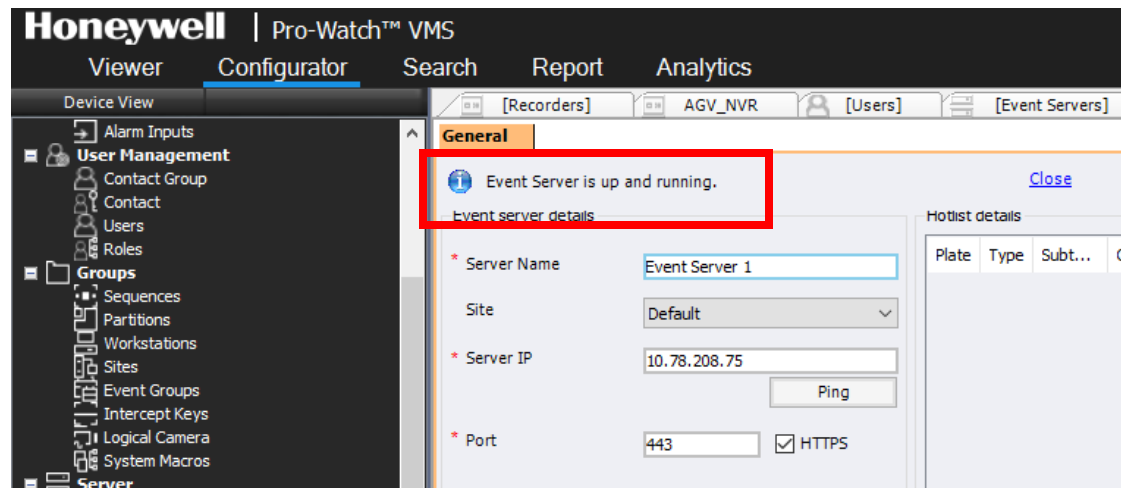 Honeywell | Pro-Watch™ VMS
Viewer Configurator Search Report Analytics
Device View
[Recorders] AGV_NVR [Users] [Event Servers]
Alarm Inputs
User Management
Contact Group
Contact
Users
Roles
Groups
Sequences
Partitions
Workstations
Sites
Event Groups
Intercept Keys
Logical Camera
System Macros
Server
General
Event Server is up and running.
Close
Event server details
* Server Name Event Server 1
Site Default
* Server IP 10.78.208.75
Ping
* Port 443 HTTPS
Hotlist details
Plate Type Subt...